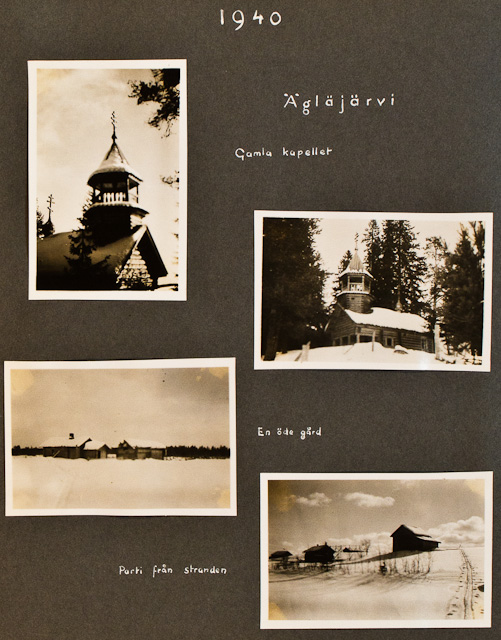 1940
Ägläjärvi
Gamla kapellet
En öde gård
Parti från stranden